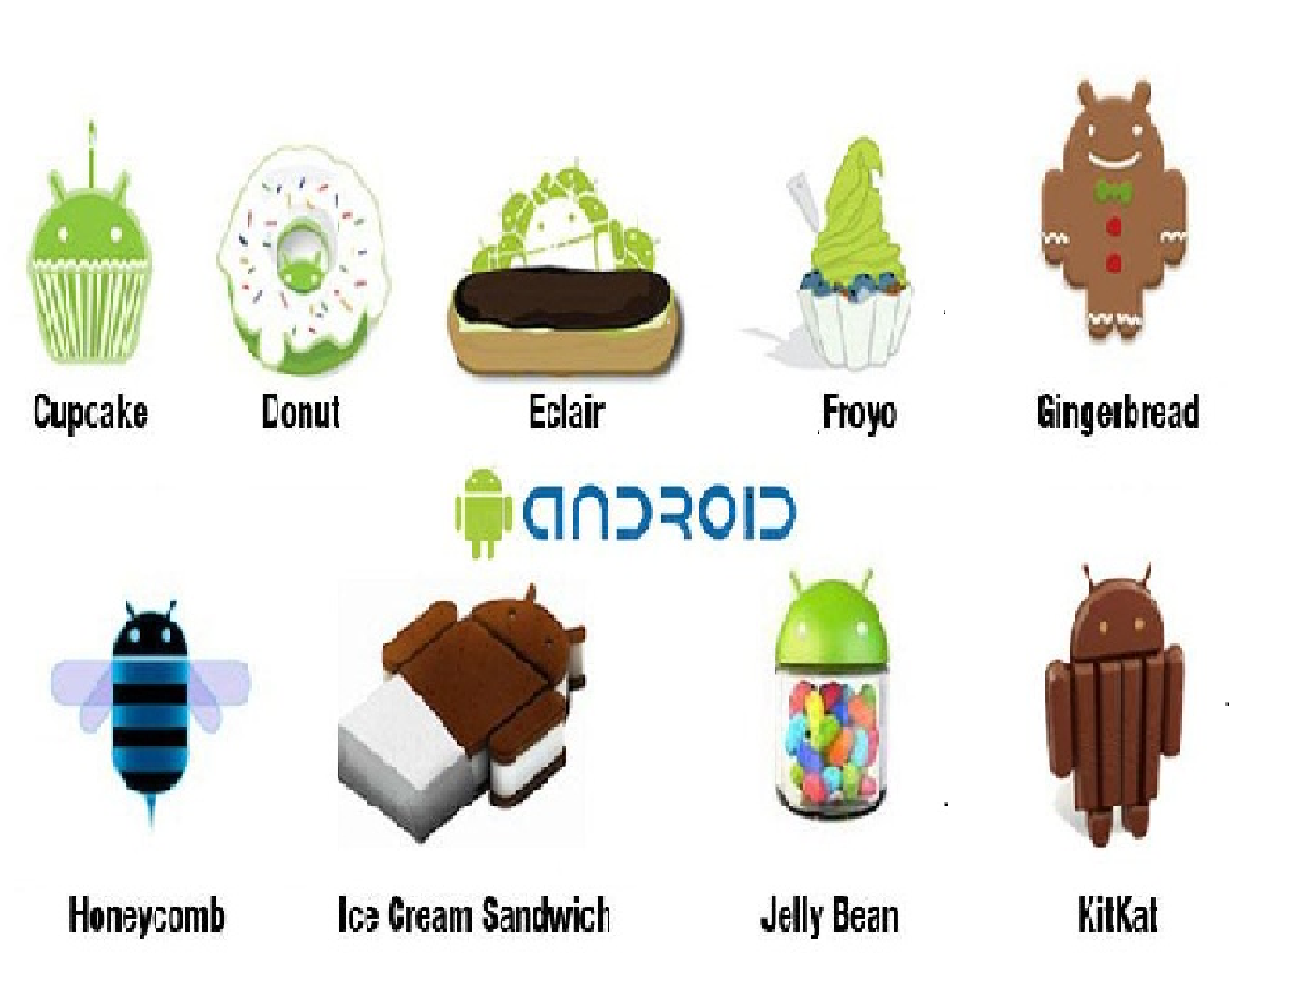 Cupcake
Donut
Eclair
Froyo
Gingerbread
ANDROID
Honeycomb
Ice Cream Sandwich
Jelly Bean
KitKat